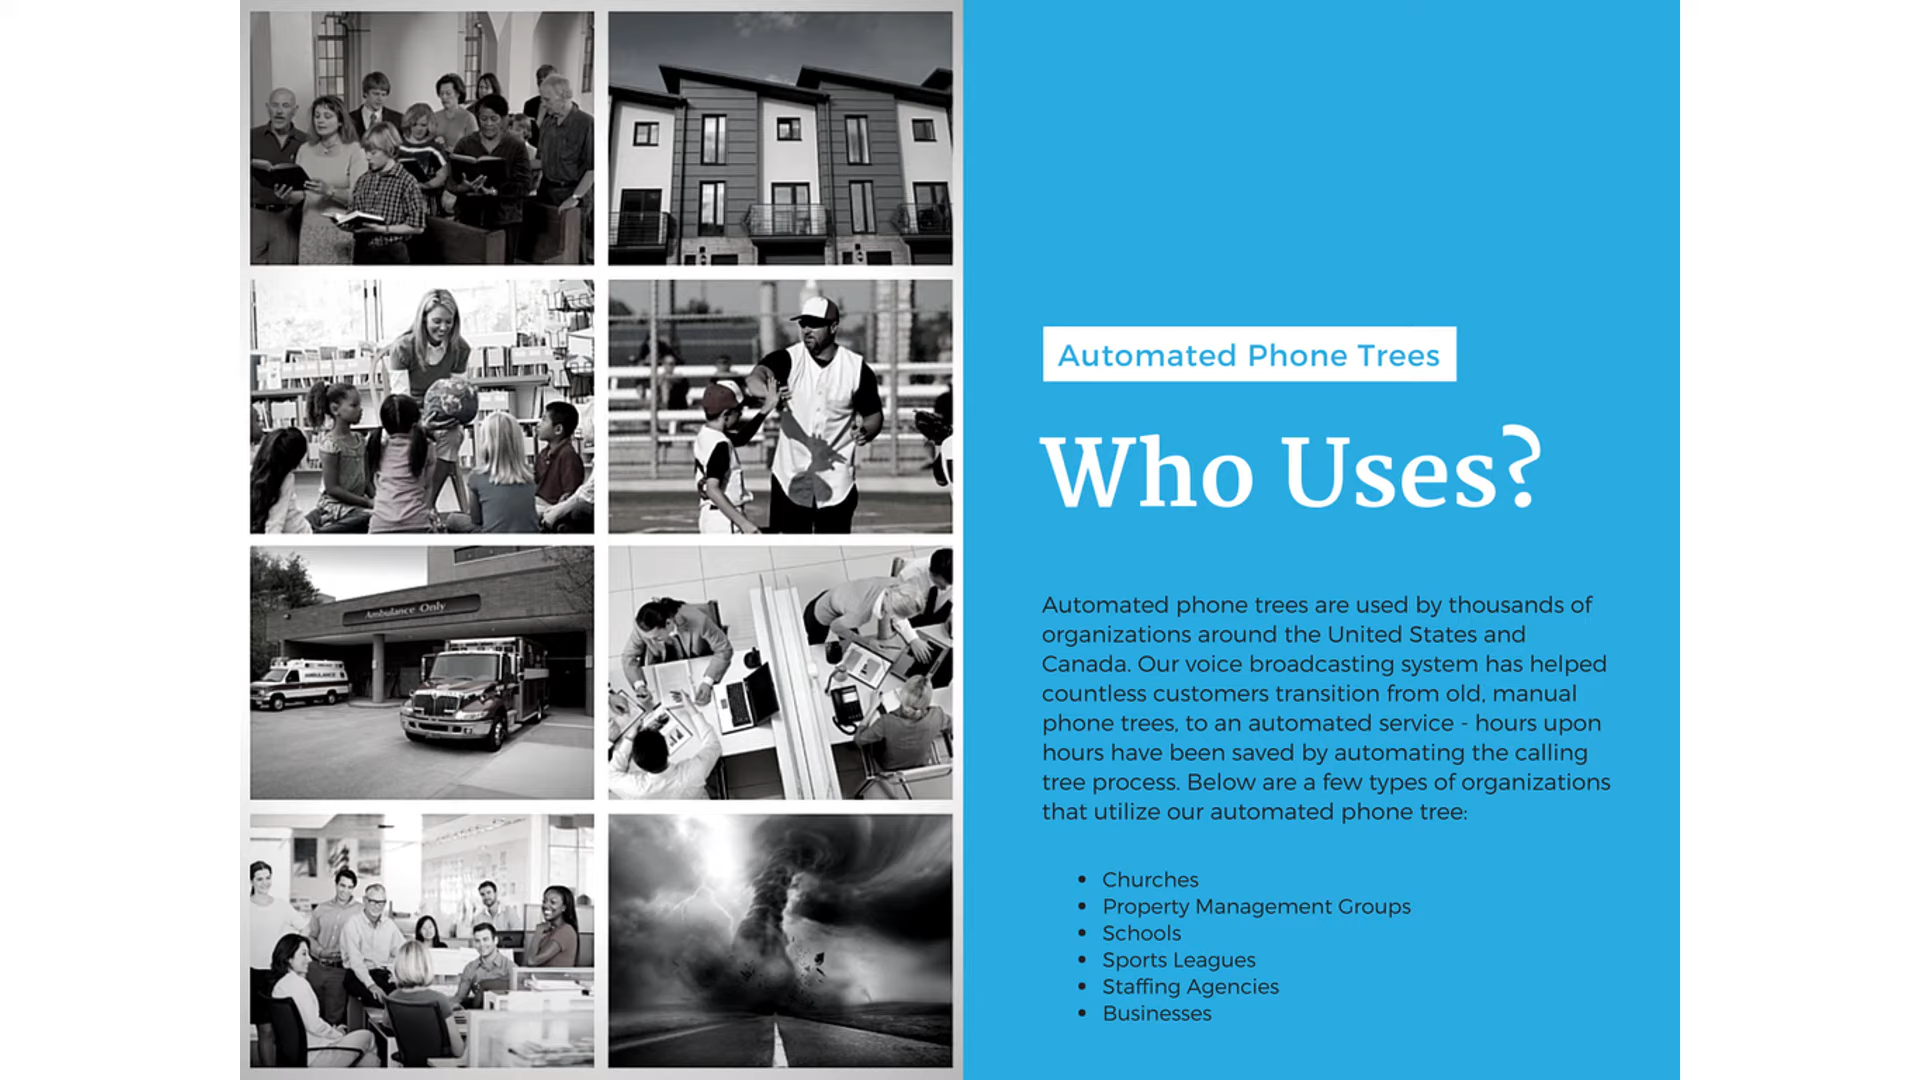 Ambulance Only
AMBULANCE
Automated Phone Trees
Who Uses?
Automated phone trees are used by thousands of
organizations around the United States and
Canada. Our voice broadcasting system has helped
countless customers transition from old, manual
phone trees, to an automated service - hours upon
hours have been saved by automating the calling
tree process. Below are a few types of organizations
that utilize our automated phone tree:
• Churches
• Property Management Groups
• Schools
• Sports Leagues
• Staffing Agencies
• Businesses